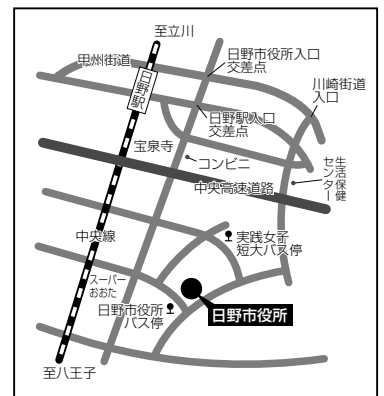 至立川
甲州街道
日野市役所入口
交差点
川崎街道
入口
日野駅
日野駅入口
交差点
宝泉寺
コンビニ
生活保健
センター
中央高速道路
中央線
実践女子
短大バス停
スーパー
おおた
日野市役所
バス停
日野市役所
至八王子